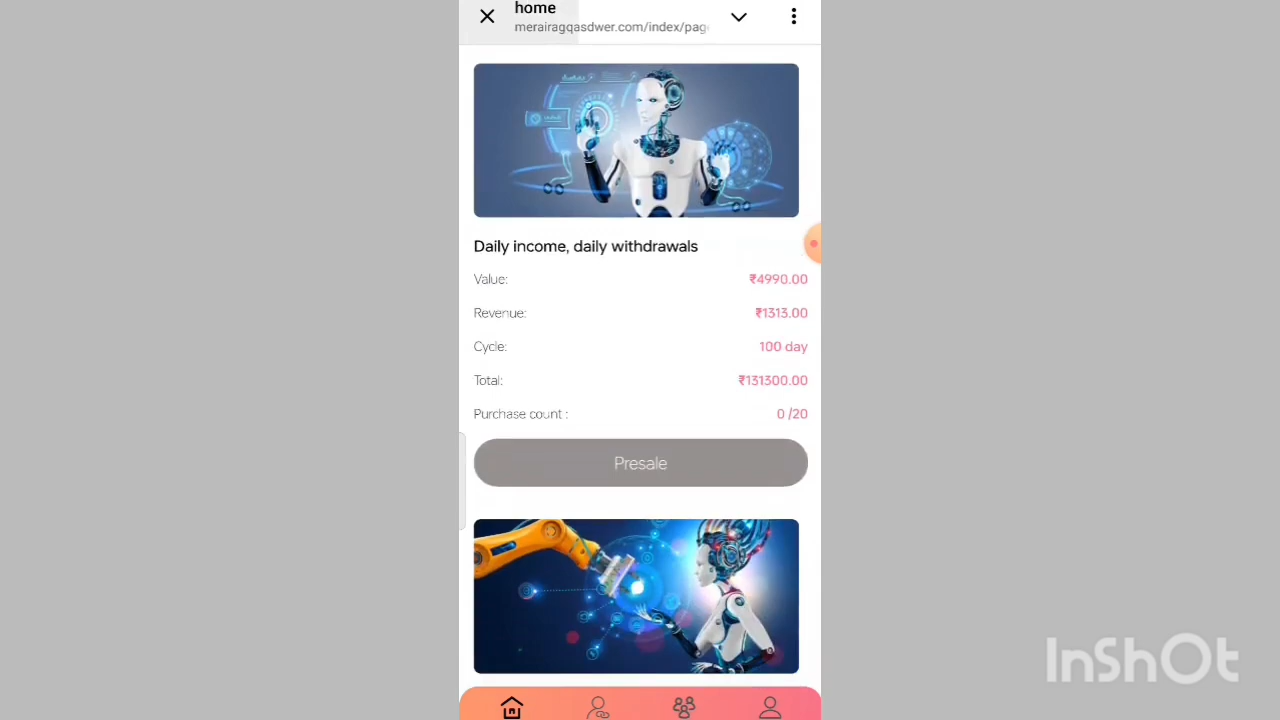 home
merairagqasdwer.com/index/page
Daily income, daily withdrawals
Value: ₹4990.00
Revenue: ₹1313.00
Cycle: 100 day
Total: ₹131300.00
Purchase count : 0 /20
Presale
InShOt